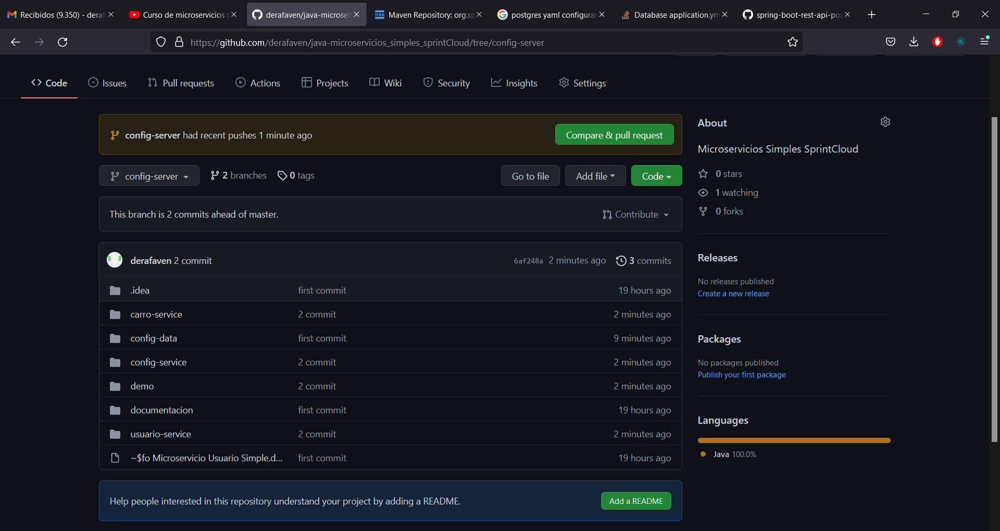 Recibidos (9.350) - deraf
Curso de microservicios c
derafaven/java-microser
Maven Repository: org.sp
postgres yaml configurat
Database application.ym
spring-boot-rest-api-pos
https://github.com/derafaven/java-microservicios_simples_sprintCloud/tree/config-server
Code
Issues
Pull requests
Actions
Projects
Wiki
Security
Insights
Settings
config-server had recent pushes 1 minute ago
Compare & pull request
config-server
2 branches
0 tags
Go to file
Add file
Code
This branch is 2 commits ahead of master.
Contribute
derafaven 2 commit
6af248a 2 minutes ago
3 commits
.idea first commit 19 hours ago
carro-service 2 commit 2 minutes ago
config-data first commit 9 minutes ago
config-service 2 commit 2 minutes ago
demo 2 commit 2 minutes ago
documentacion first commit 19 hours ago
usuario-service 2 commit 2 minutes ago
~$fo Microservicio Usuario Simple.d... first commit 19 hours ago
Help people interested in this repository understand your project by adding a README.
Add a README
About
Microservicios Simples SprintCloud
0 stars
1 watching
0 forks
Releases
No releases published
Create a new release
Packages
No packages published
Publish your first package
Languages
Java 100.0%